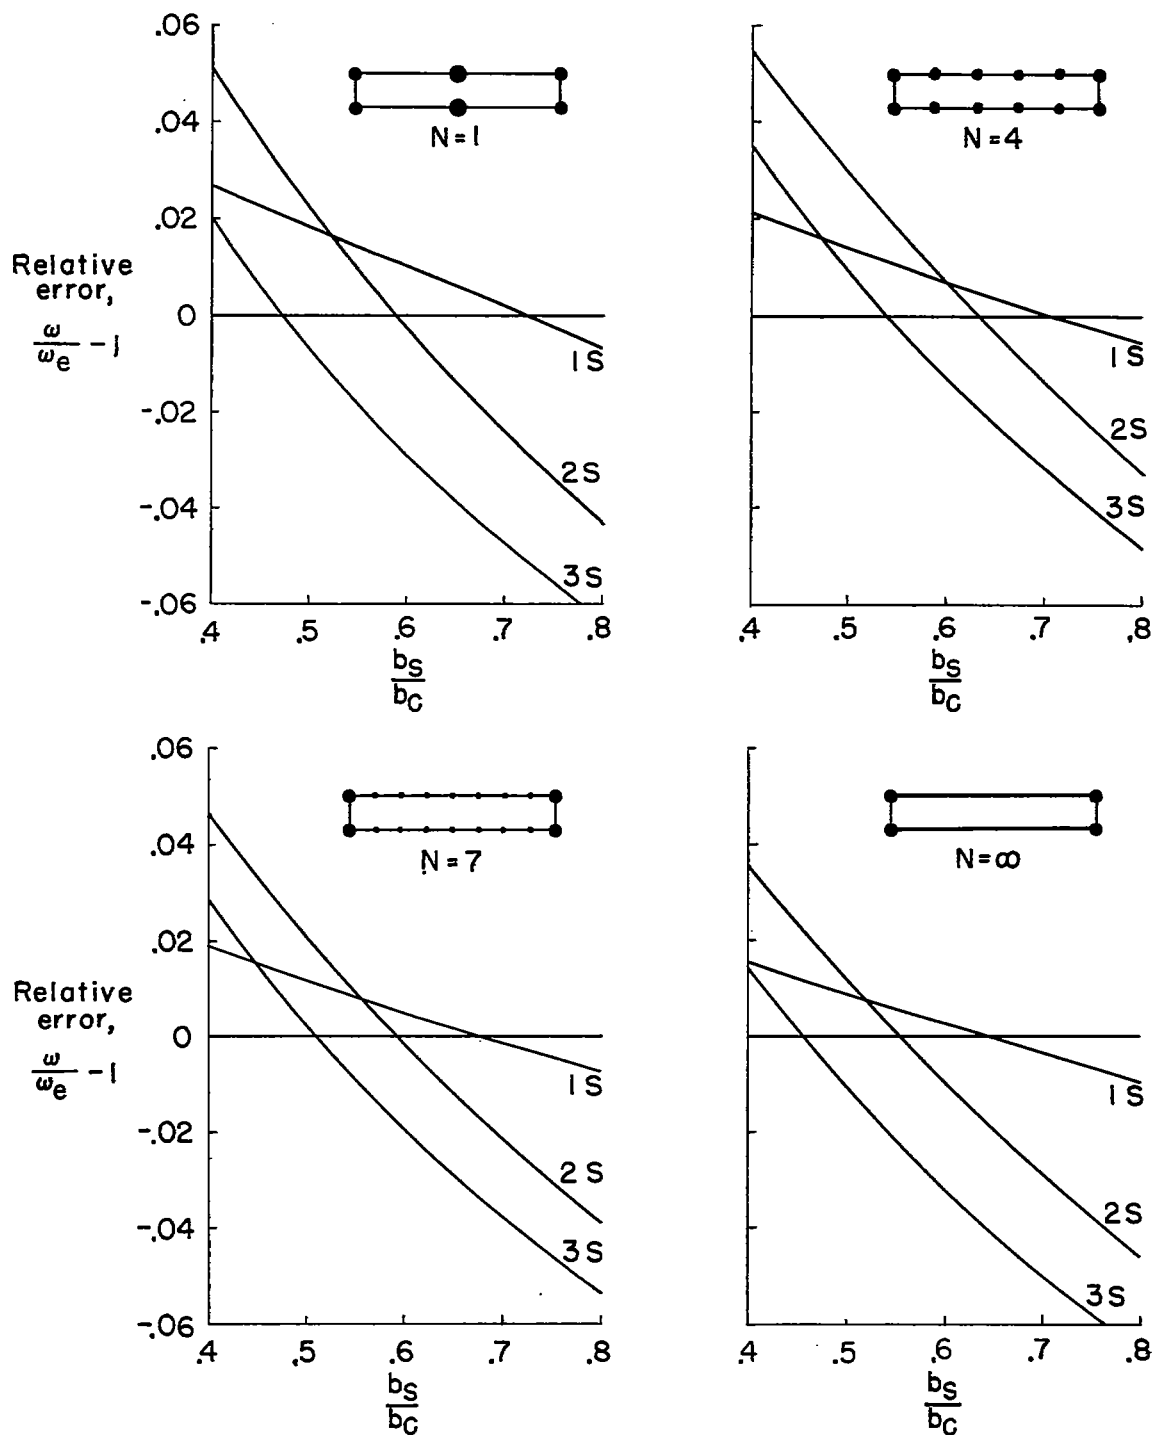 .06
.04
.02
0
-.02
-.04
-.06
Relative
error,
ω/ωe -1
N=1
1S
2S
3S
.4 .5 .6 .7 .8
bS/bC
N=4
1S
2S
3S
.4 .5 .6 .7 .8
bS/bC
.06
.04
.02
0
-.02
-.04
-.06
Relative
error,
ω/ωe -1
N=7
1S
2S
3S
.4 .5 .6 .7 .8
bS/bC
N=∞
1S
2S
3S
.4 .5 .6 .7 .8
bS/bC